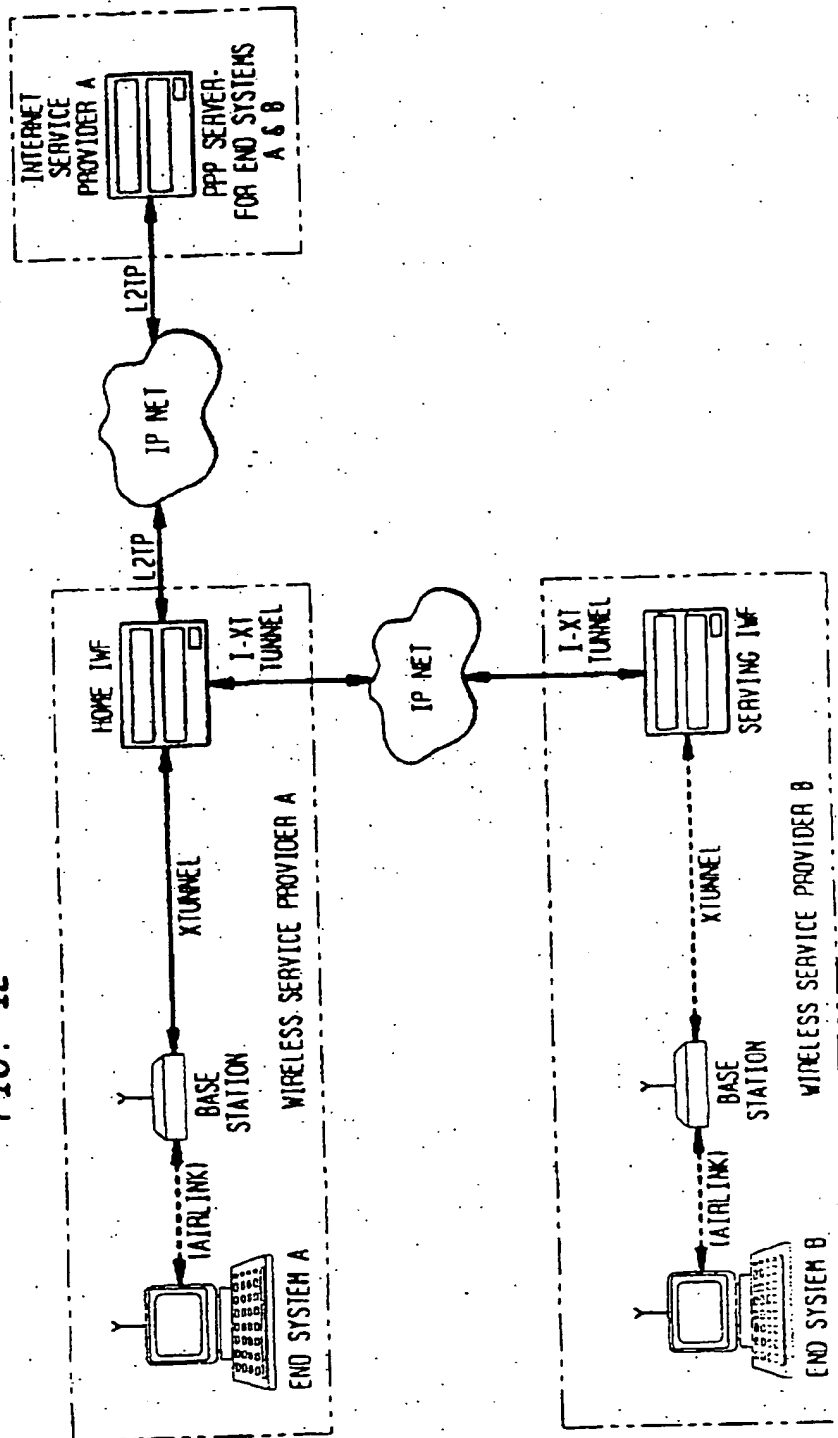 INTERNET
SERVICE
PROVIDER A
PPP SERVER-
FOR END SYSTEMS
A & B
L2TP
IP NET
L2TP
HOME IWF
I-XT
TUNNEL
XTUNNEL
BASE
STATION
(AIRLINK)
END SYSTEM A
WIRELESS SERVICE PROVIDER A
IP NET
I-XT
TUNNEL
SERVING IWF
XTUNNEL
BASE
STATION
(AIRLINK)
END SYSTEM B
WIRELESS SERVICE PROVIDER B